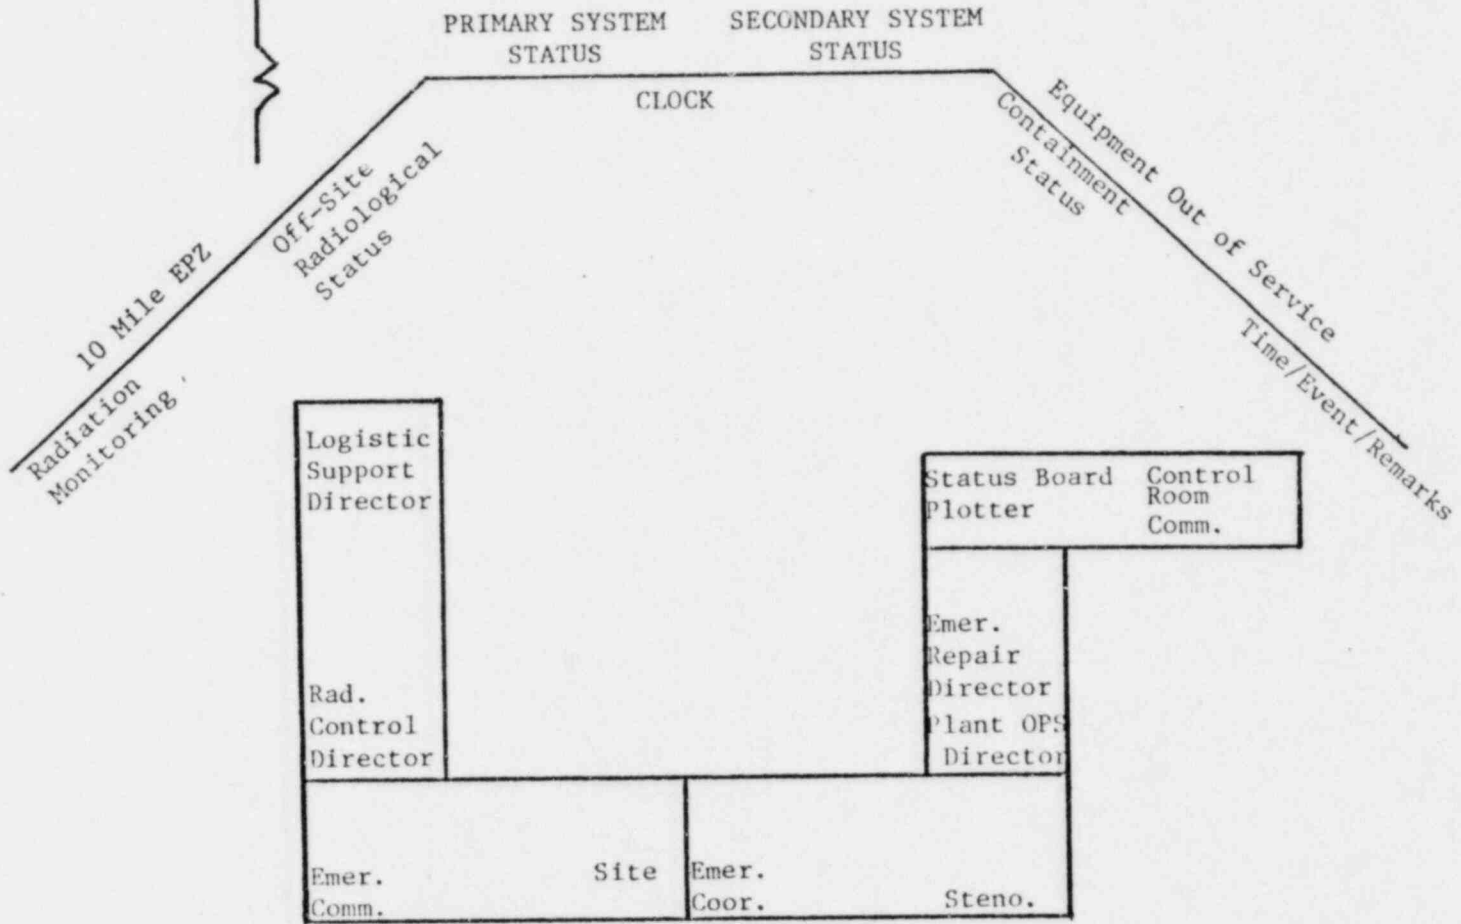 PRIMARY SYSTEM
STATUS
SECONDARY SYSTEM
STATUS
CLOCK
10 Mile EPZ
Radiation
Monitoring
Off-Site
Radiological
Status
Equipment Out of Service
Containment
Status
Time/Event/Remarks
Logistic
Support
Director
Rad.
Control
Director
Status Board
Plotter
Control
Room
Comm.
Emer.
Repair
Director
Plant OPS
Director
Emer.
Comm.
Site
Emer.
Coor.
Steno.